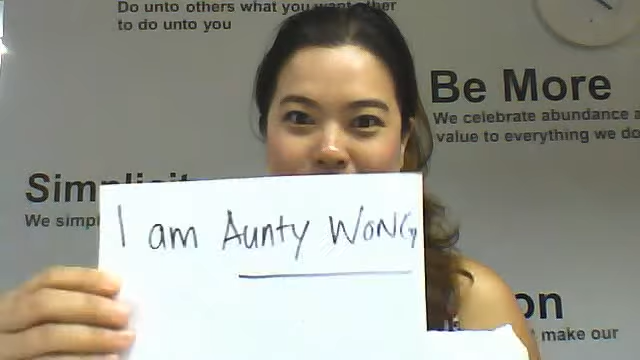 Do unto others what you want other
to do unto you
Be More
We celebrate abundance a
value to everything we do
Simplicit
We simp
I am Aunty WONG
on
make our